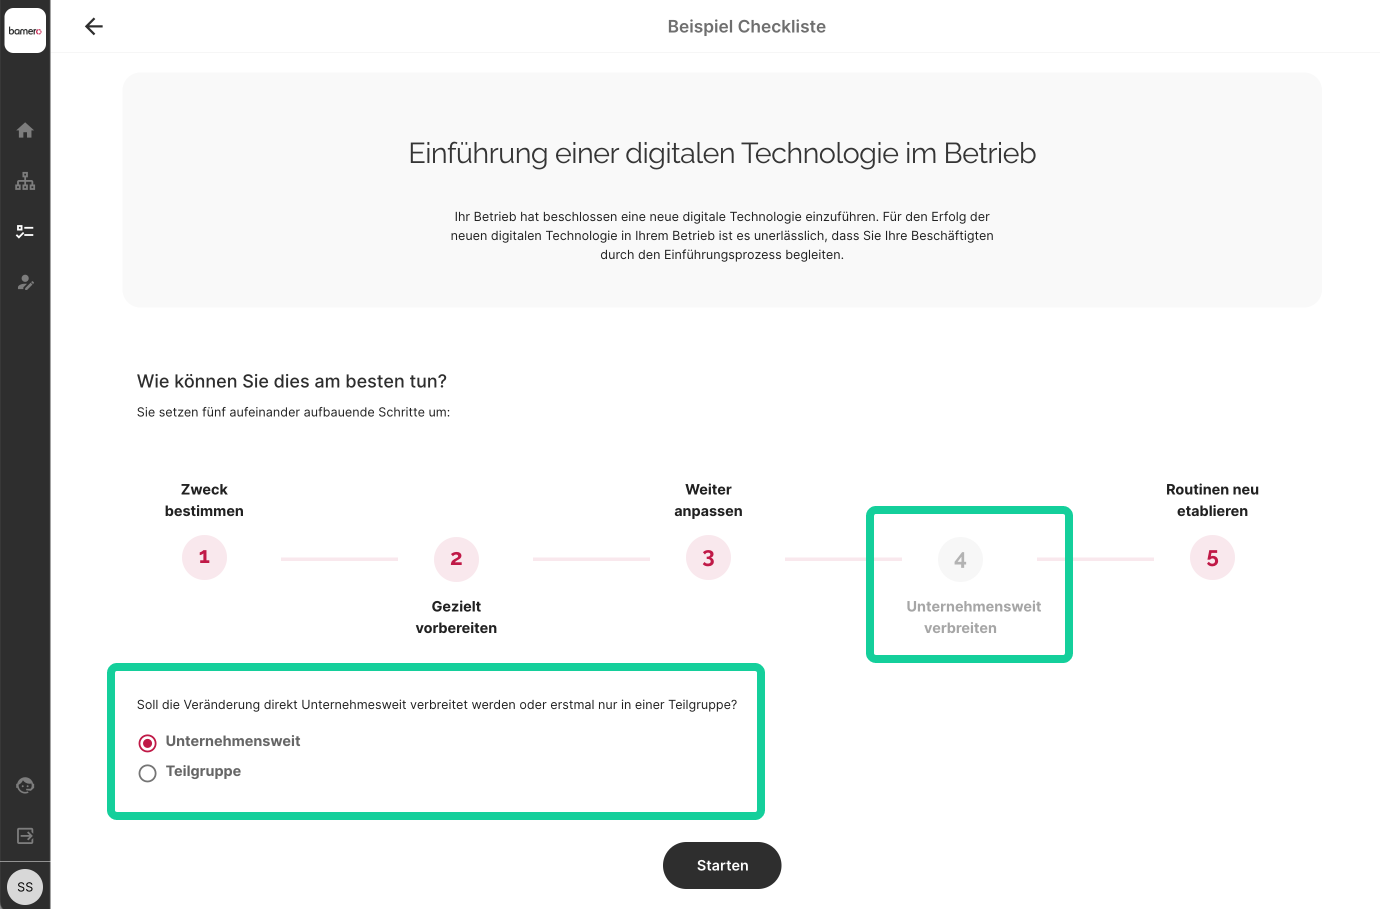 bamero
Beispiel Checkliste
Einführung einer digitalen Technologie im Betrieb
Ihr Betrieb hat beschlossen eine neue digitale Technologie einzuführen. Für den Erfolg der
neuen digitalen Technologie in Ihrem Betrieb ist es unerlässlich, dass Sie Ihre Beschäftigten
durch den Einführungsprozess begleiten.
Wie können Sie dies am besten tun?
Sie setzen fünf aufeinander aufbauende Schritte um:
Zweck
bestimmen
1
2
Gezielt
vorbereiten
Weiter
anpassen
3
4
Unternehmensweit
verbreiten
Routinen neu
etablieren
5
Soll die Veränderung direkt Unternehmesweit verbreitet werden oder erstmal nur in einer Teilgruppe?
Unternehmensweit
Teilgruppe
Starten
SS